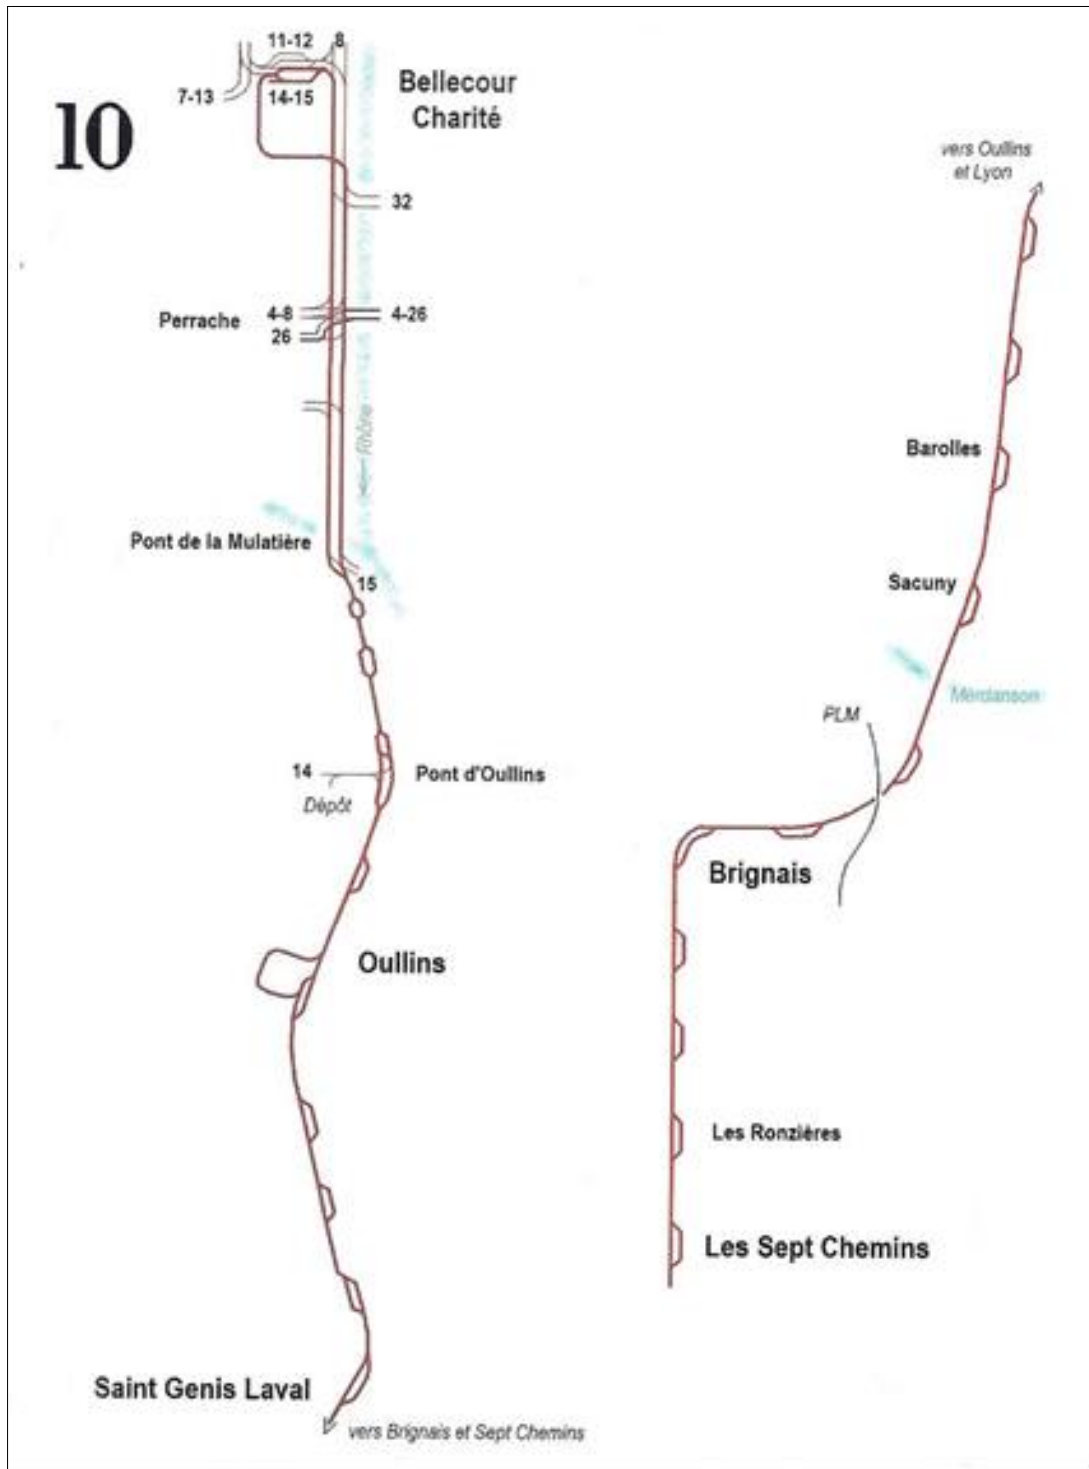 10
11-12
8
7-13
14-15
Bellecour
Charité
32
4-8
4-26
Perrache
26
Rhône
Pont de la Mulatière
15
14
Pont d'Oullins
Dépôt
Oullins
Saint Genis Laval
vers Brignais et Sept Chemins
vers Oullins
et Lyon
Barolles
Sacuny
Merdanson
PLM
Brignais
Les Ronzières
Les Sept Chemins